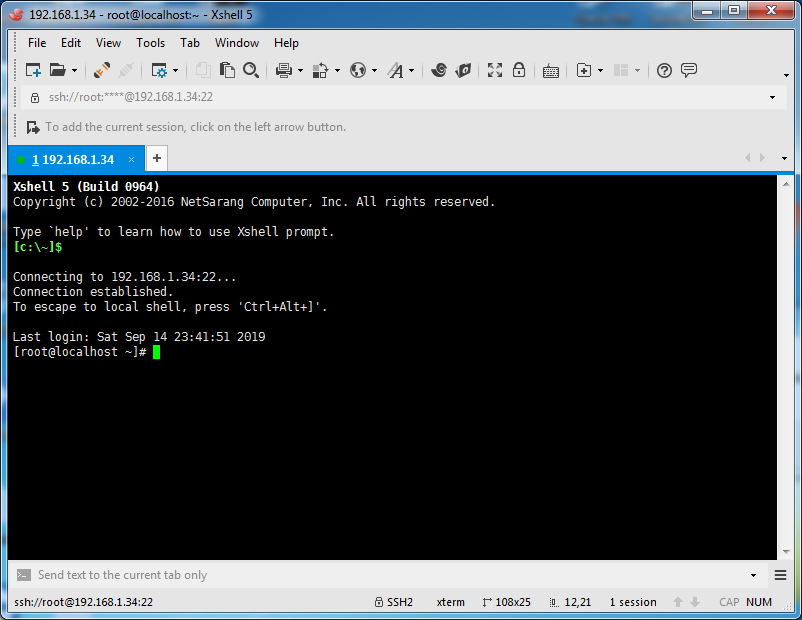 192.168.1.34 - root@localhost:~ - Xshell 5
File Edit View Tools Tab Window Help
ssh://root:****@192.168.1.34:22
To add the current session, click on the left arrow button.
1 192.168.1.34 × +
Xshell 5 (Build 0964)
Copyright (c) 2002-2016 NetSarang Computer, Inc. All rights reserved.
Type `help' to learn how to use Xshell prompt.
[c:\~]$
Connecting to 192.168.1.34:22...
Connection established.
To escape to local shell, press 'Ctrl+Alt+]'.
Last login: Sat Sep 14 23:41:51 2019
[root@localhost ~]#
Send text to the current tab only
ssh://root@192.168.1.34:22 SSH2 xterm 108x25 12,21 1 session CAP NUM